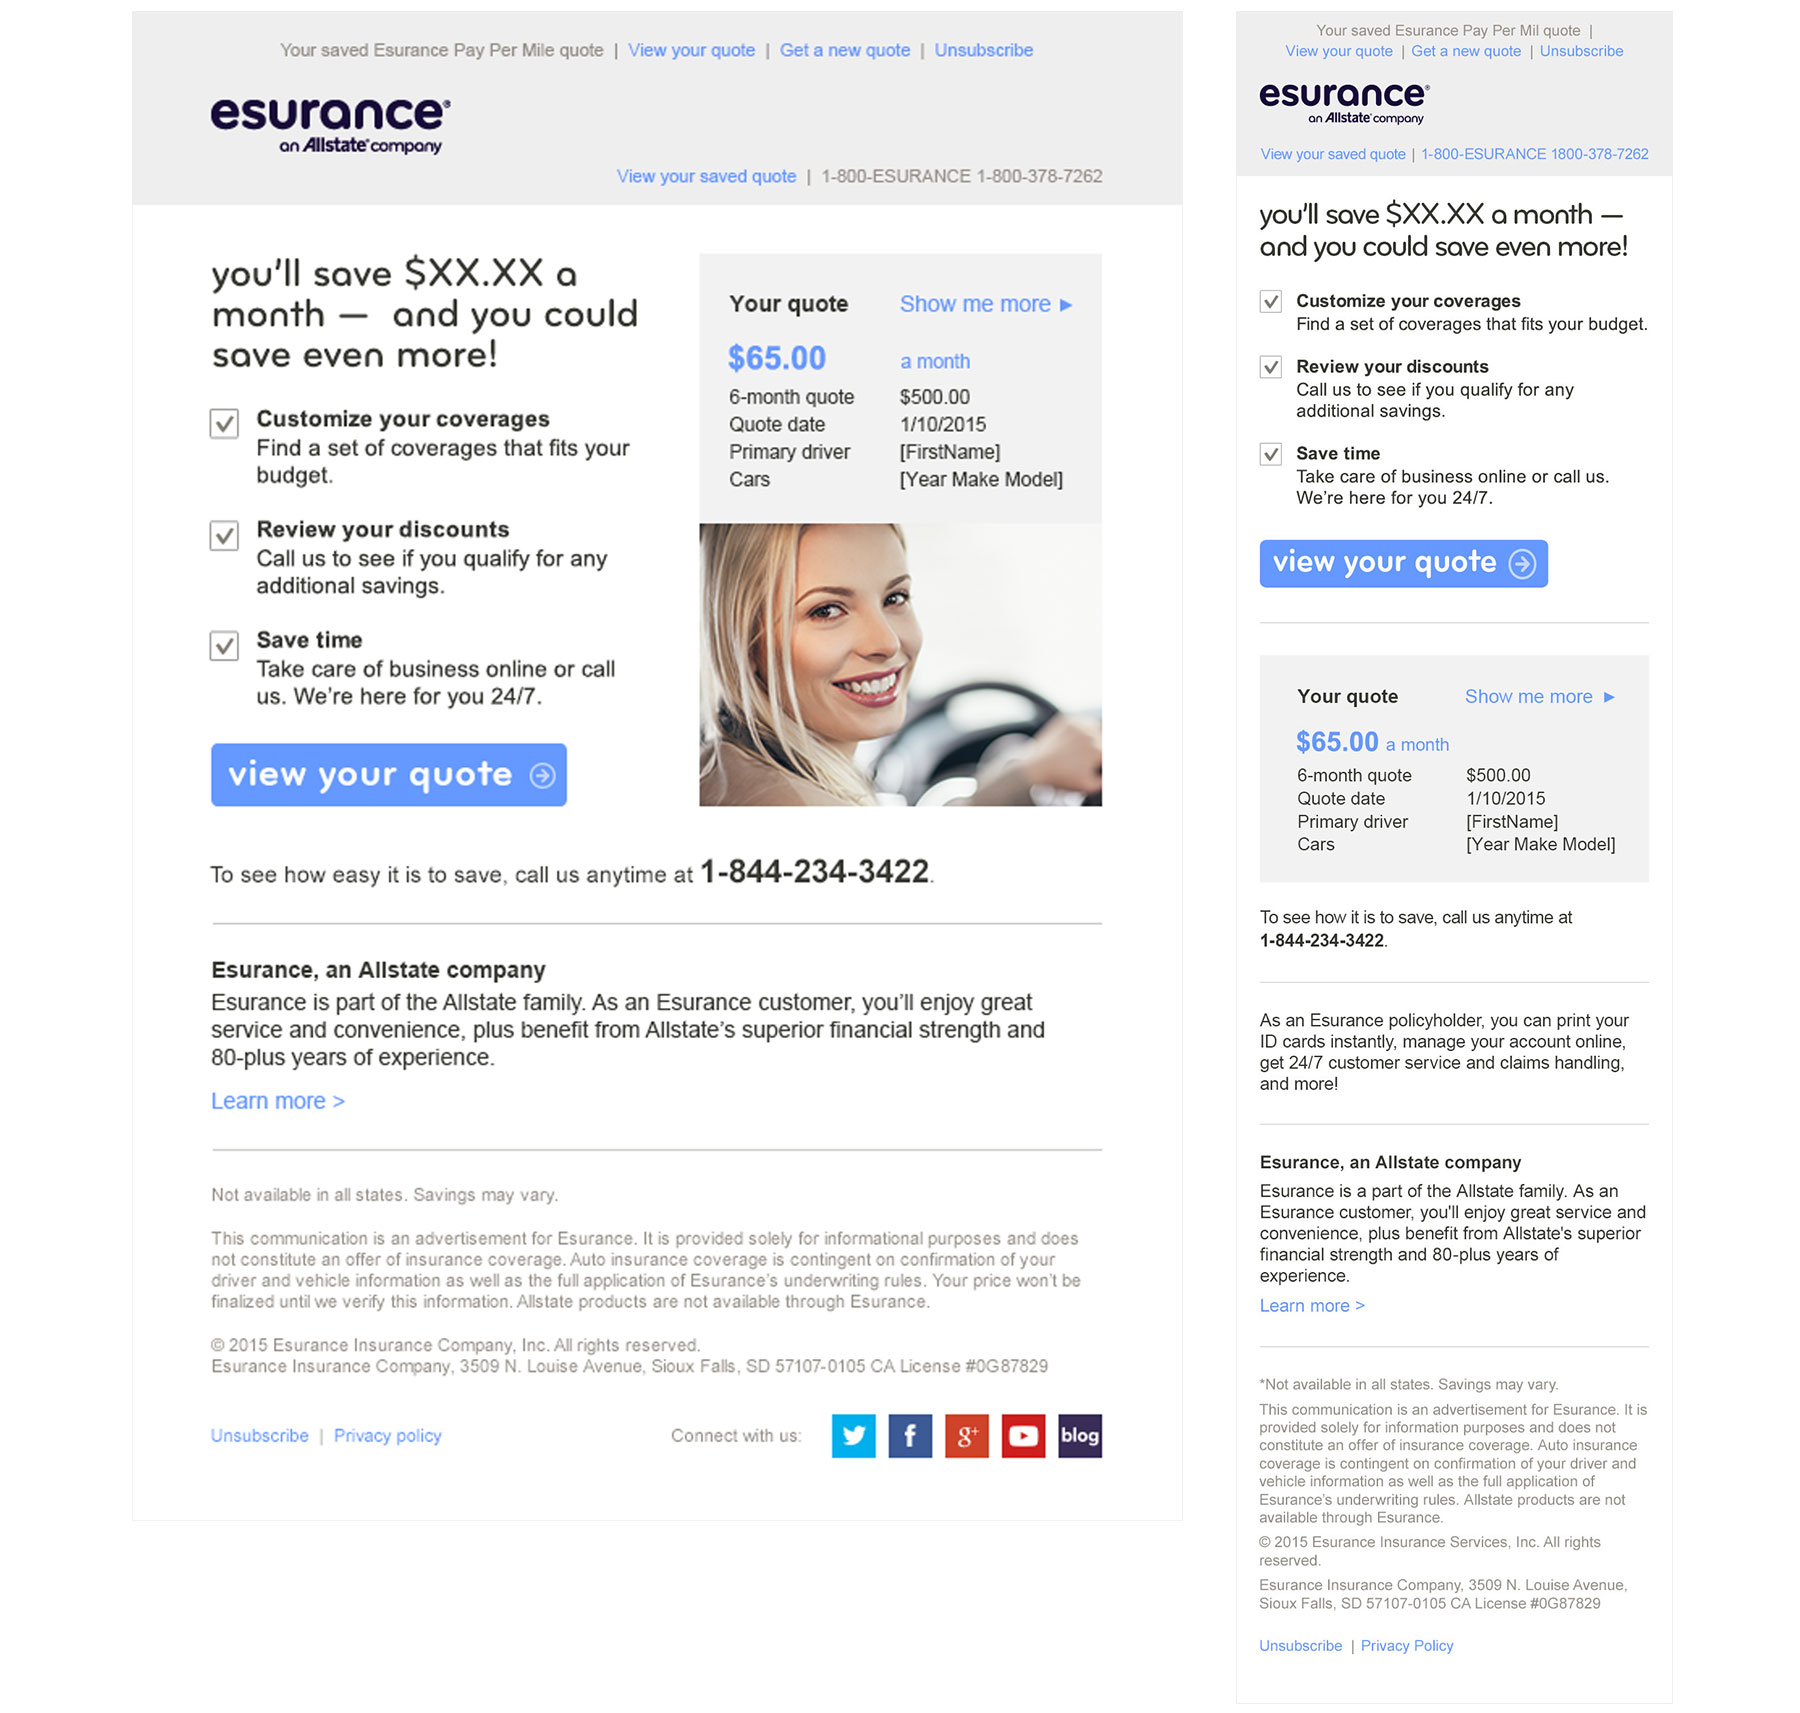 Your saved Esurance Pay Per Mile quote | View your quote | Get a new quote | Unsubscribe
esurance®
an Allstate® company
View your saved quote | 1-800-ESURANCE 1-800-378-7262
you'll save $XX.XX a
month — and you could
save even more!
Customize your coverages
Find a set of coverages that fits your
budget.
Review your discounts
Call us to see if you qualify for any
additional savings.
Save time
Take care of business online or call
us. We're here for you 24/7.
view your quote
Your quote Show me more ►
$65.00 a month
6-month quote $500.00
Quote date 1/10/2015
Primary driver [FirstName]
Cars [Year Make Model]
To see how easy it is to save, call us anytime at 1-844-234-3422.
Esurance, an Allstate company
Esurance is part of the Allstate family. As an Esurance customer, you'll enjoy great
service and convenience, plus benefit from Allstate's superior financial strength and
80-plus years of experience.
Learn more >
Not available in all states. Savings may vary.
This communication is an advertisement for Esurance. It is provided solely for informational purposes and does
not constitute an offer of insurance coverage. Auto insurance coverage is contingent on confirmation of your
driver and vehicle information as well as the full application of Esurance's underwriting rules. Your price won't be
finalized until we verify this information. Allstate products are not available through Esurance.
© 2015 Esurance Insurance Company, Inc. All rights reserved.
Esurance Insurance Company, 3509 N. Louise Avenue, Sioux Falls, SD 57107-0105 CA License #0G87829
Unsubscribe | Privacy policy Connect with us: f g+ blog
Your saved Esurance Pay Per Mil quote |
View your quote | Get a new quote | Unsubscribe
esurance®
an Allstate® company
View your saved quote | 1-800-ESURANCE 1800-378-7262
you'll save $XX.XX a month —
and you could save even more!
Customize your coverages
Find a set of coverages that fits your budget.
Review your discounts
Call us to see if you qualify for any
additional savings.
Save time
Take care of business online or call us.
We're here for you 24/7.
view your quote
Your quote Show me more ►
$65.00 a month
6-month quote $500.00
Quote date 1/10/2015
Primary driver [FirstName]
Cars [Year Make Model]
To see how it is to save, call us anytime at
1-844-234-3422.
As an Esurance policyholder, you can print your
ID cards instantly, manage your account online,
get 24/7 customer service and claims handling,
and more!
Esurance, an Allstate company
Esurance is a part of the Allstate family. As an
Esurance customer, you'll enjoy great service and
convenience, plus benefit from Allstate's superior
financial strength and 80-plus years of
experience.
Learn more >
*Not available in all states. Savings may vary.
This communication is an advertisement for Esurance. It is
provided solely for information purposes and does not
constitute an offer of insurance coverage. Auto insurance
coverage is contingent on confirmation of your driver and
vehicle information as well as the full application of
Esurance's underwriting rules. Allstate products are not
available through Esurance.
© 2015 Esurance Insurance Services, Inc. All rights
reserved.
Esurance Insurance Company, 3509 N. Louise Avenue,
Sioux Falls, SD 57107-0105 CA License #0G87829
Unsubscribe | Privacy Policy